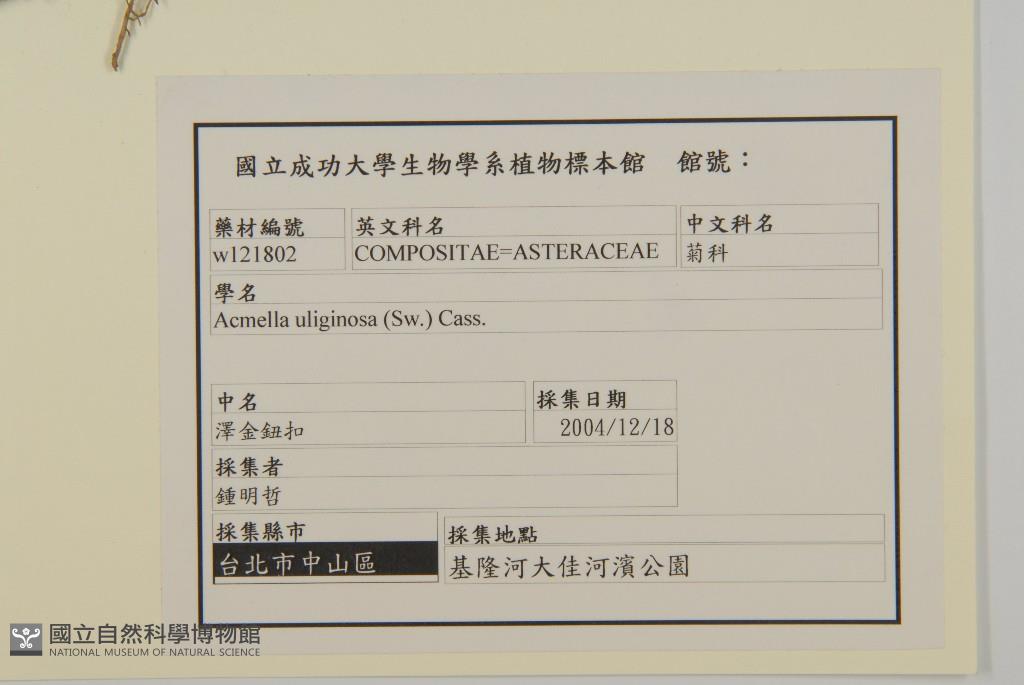 國立成功大學生物學系植物標本館 館號：
藥材編號 英文科名 中文科名
w121802 COMPOSITAE=ASTERACEAE 菊科
學名
Acmella uliginosa (Sw.) Cass.
中名 採集日期
澤金鈕扣 2004/12/18
採集者
鍾明哲
採集縣市 採集地點
台北市中山區 基隆河大佳河濱公園
國立自然科學博物館
NATIONAL MUSEUM OF NATURAL SCIENCE